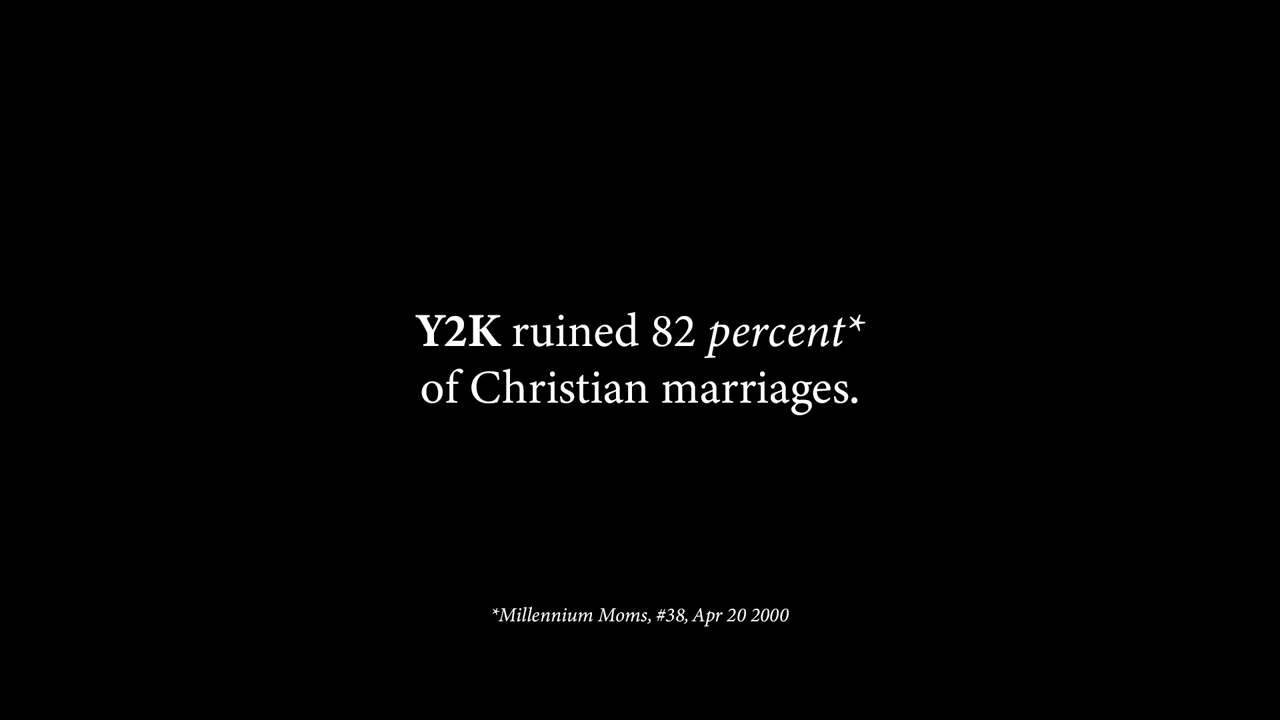 Y2K ruined 82 percent*
of Christian marriages.
*Millennium Moms, #38, Apr 20 2000